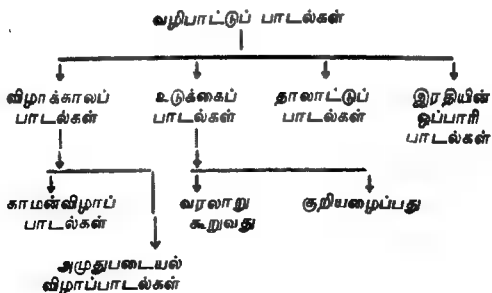 வழிபாட்டுப் பாடல்கள்
விழாக்காலப் பாடல்கள்
உடுக்கைப் பாடல்கள்
தாலாட்டுப் பாடல்கள்
இரதியின் ஒப்பாரி பாடல்கள்
காமன்விழாப் பாடல்கள்
வரலாறு கூறுவது
குறியழைப்பது
அமுதுபடையல் விழாப்பாடல்கள்